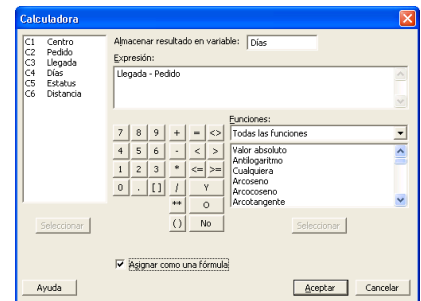 Calculadora
C1 Centro
C2 Pedido
C3 Llegada
C4 Días
C5 Estatus
C6 Distancia
Almacenar resultado en variable: Días
Expresión:
Llegada - Pedido
Funciones:
Todas las funciones
7 8 9 + = <>
4 5 6 - < >
1 2 3 * <= >=
0 . [] / Y
** O
() No
Valor absoluto
Antilogaritmo
Cualquiera
Arcoseno
Arcocoseno
Arcotangente
Seleccionar
Seleccionar
Asignar como una fórmula
Ayuda
Aceptar
Cancelar